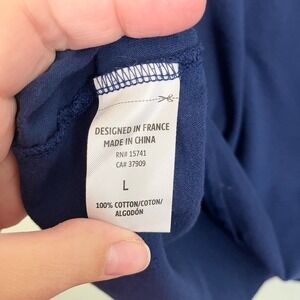 DESIGNED IN FRANCE
MADE IN CHINA
RN# 15741
CA# 37909
L
100% COTTON/COTON/
ALGODÓN